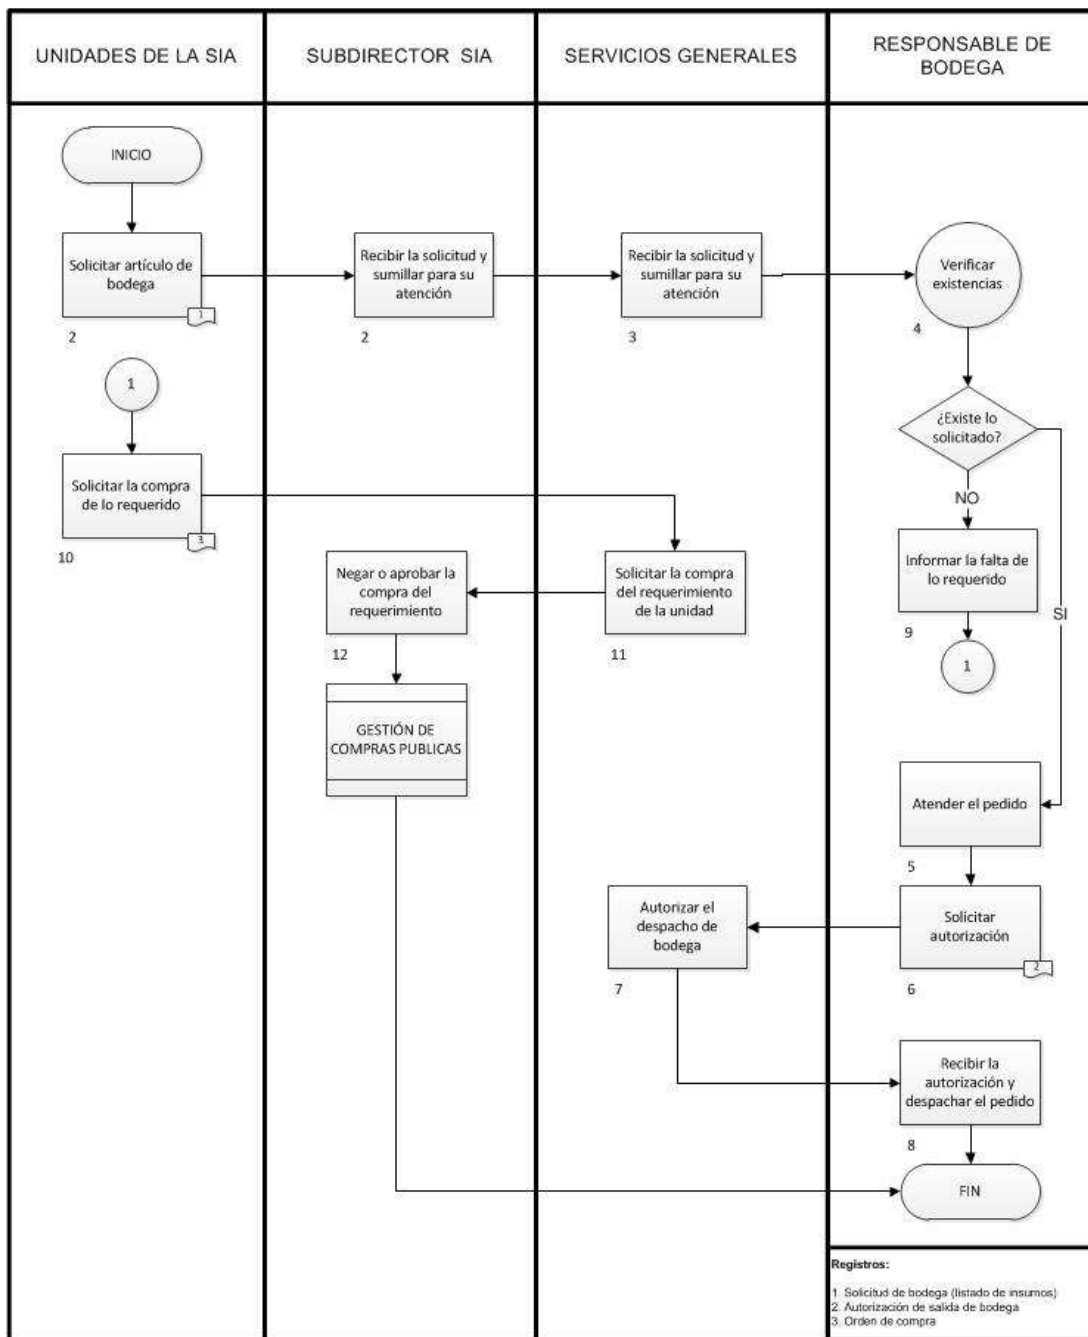 UNIDADES DE LA SIA
SUBDIRECTOR SIA
SERVICIOS GENERALES
RESPONSABLE DE
BODEGA
INICIO
Solicitar artículo de
bodega
1
2
Recibir la solicitud y
sumillar para su
atención
2
Recibir la solicitud y
sumillar para su
atención
3
Verificar
existencias
4
1
¿Existe lo
solicitado?
NO
SI
Solicitar la compra
de lo requerido
3
10
Negar o aprobar la
compra del
requerimiento
12
Solicitar la compra
del requerimiento
de la unidad
11
Informar la falta de
lo requerido
9
1
GESTIÓN DE
COMPRAS PUBLICAS
Atender el pedido
5
Autorizar el
despacho de
bodega
7
Solicitar
autorización
2
6
Recibir la
autorización y
despachar el pedido
8
FIN
Registros:
1. Solicitud de bodega (listado de insumos)
2. Autorización de salida de bodega
3. Orden de compra